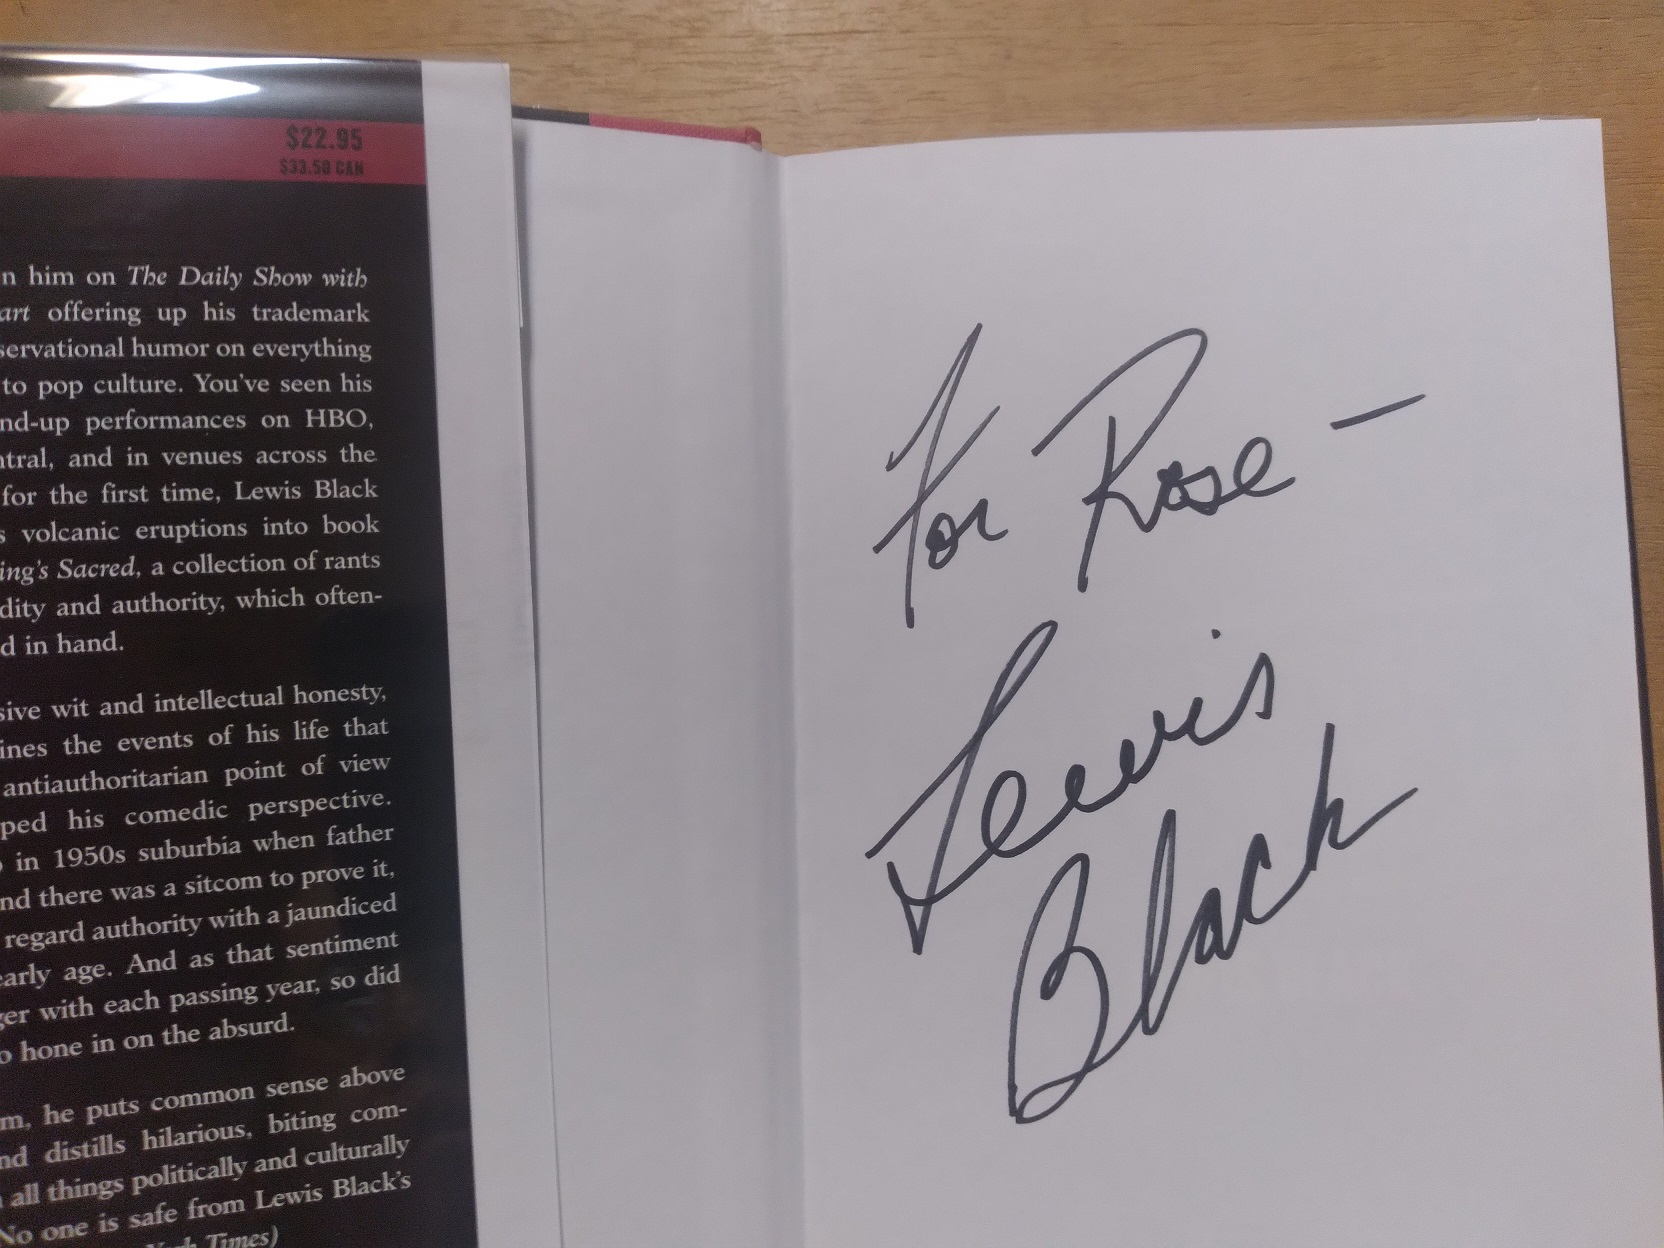 $22.95
$33.50 CAN
n him on The Daily Show with
art offering up his trademark
servational humor on everything
to pop culture. You've seen his
nd-up performances on HBO,
ntral, and in venues across the
for the first time, Lewis Black
s volcanic eruptions into book
ing's Sacred, a collection of rants
dity and authority, which often-
d in hand.
sive wit and intellectual honesty,
ines the events of his life that
antiauthoritarian point of view
ped his comedic perspective.
in 1950s suburbia when father
nd there was a sitcom to prove it,
regard authority with a jaundiced
early age. And as that sentiment
ger with each passing year, so did
o hone in on the absurd.
m, he puts common sense above
nd distills hilarious, biting com-
all things politically and culturally
No one is safe from Lewis Black's
Times)
For Rose –
Lewis
Black